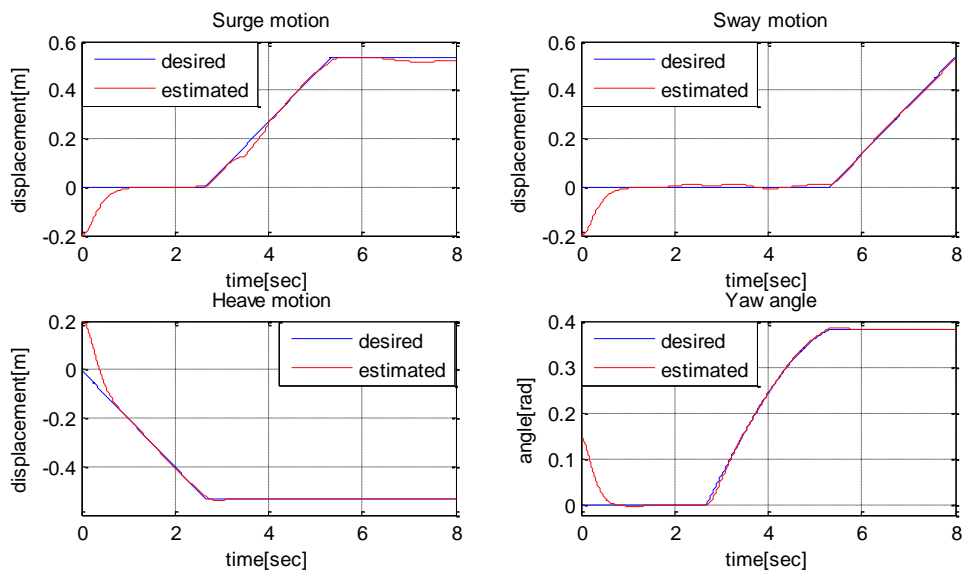 Surge motion
displacement[m]
0.6
0.4
0.2
0
-0.2
desired
estimated
0 2 4 6 8
time[sec]
Sway motion
displacement[m]
0.6
0.4
0.2
0
-0.2
desired
estimated
0 2 4 6 8
time[sec]
Heave motion
displacement[m]
0.2
0
-0.2
-0.4
desired
estimated
0 2 4 6 8
time[sec]
Yaw angle
angle[rad]
0.4
0.3
0.2
0.1
0
desired
estimated
0 2 4 6 8
time[sec]